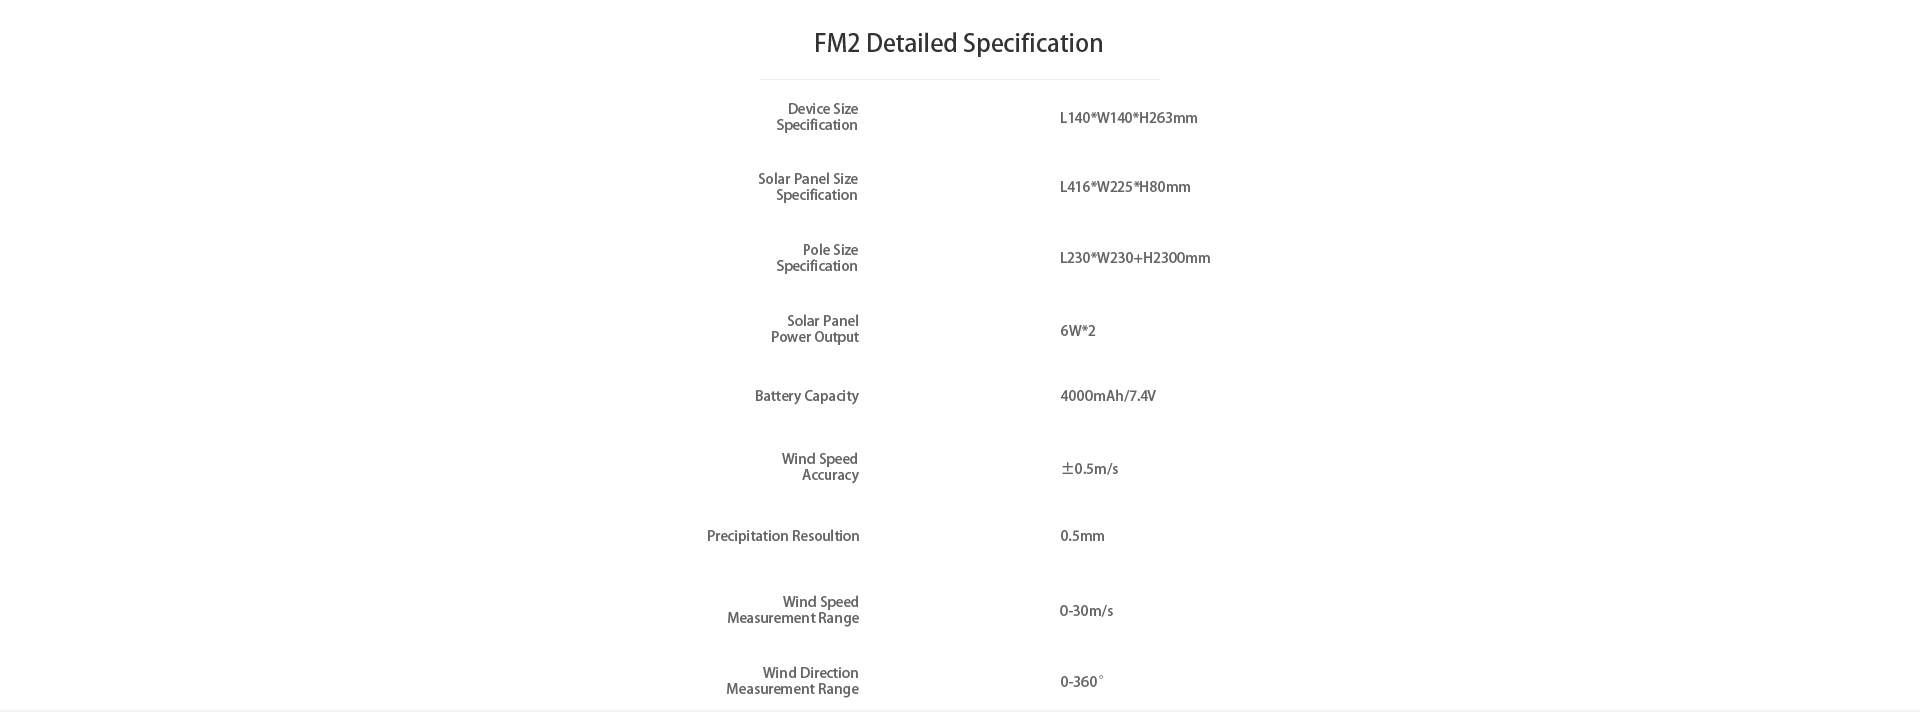 FM2 Detailed Specification
Device Size
Specification
L140*W140*H263mm
Solar Panel Size
Specification
L416*W225*H80mm
Pole Size
Specification
L230*W230+H2300mm
Solar Panel
Power Output
6W*2
Battery Capacity
4000mAh/7.4V
Wind Speed
Accuracy
±0.5m/s
Precipitation Resoultion
0.5mm
Wind Speed
Measurement Range
0-30m/s
Wind Direction
Measurement Range
0-360°